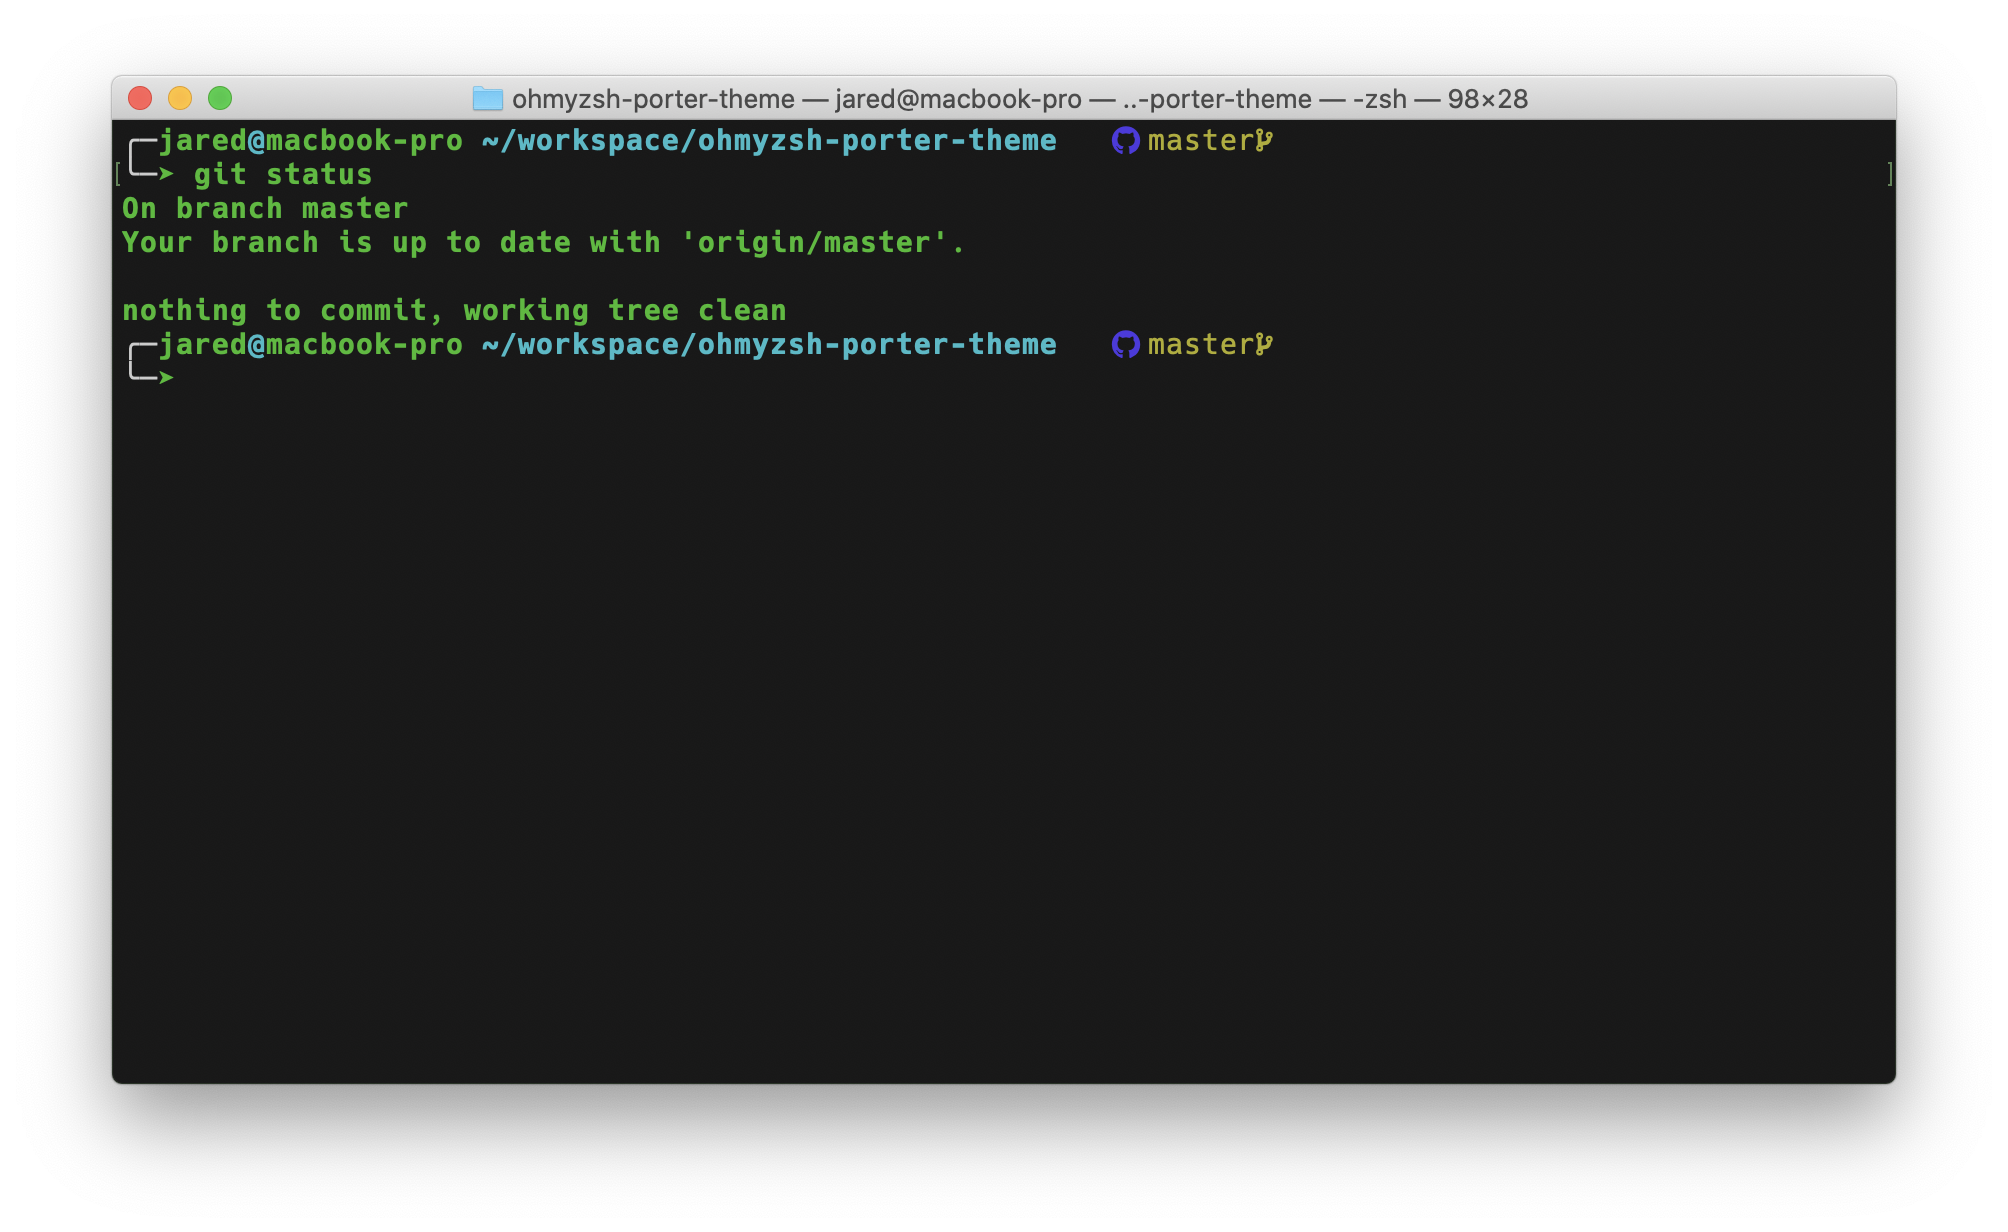 ohmyzsh-porter-theme — jared@macbook-pro — ..-porter-theme — -zsh — 98×28
╭─jared@macbook-pro ~/workspace/ohmyzsh-porter-theme master
╰─➤ git status
On branch master
Your branch is up to date with 'origin/master'.
nothing to commit, working tree clean
╭─jared@macbook-pro ~/workspace/ohmyzsh-porter-theme master
╰─➤